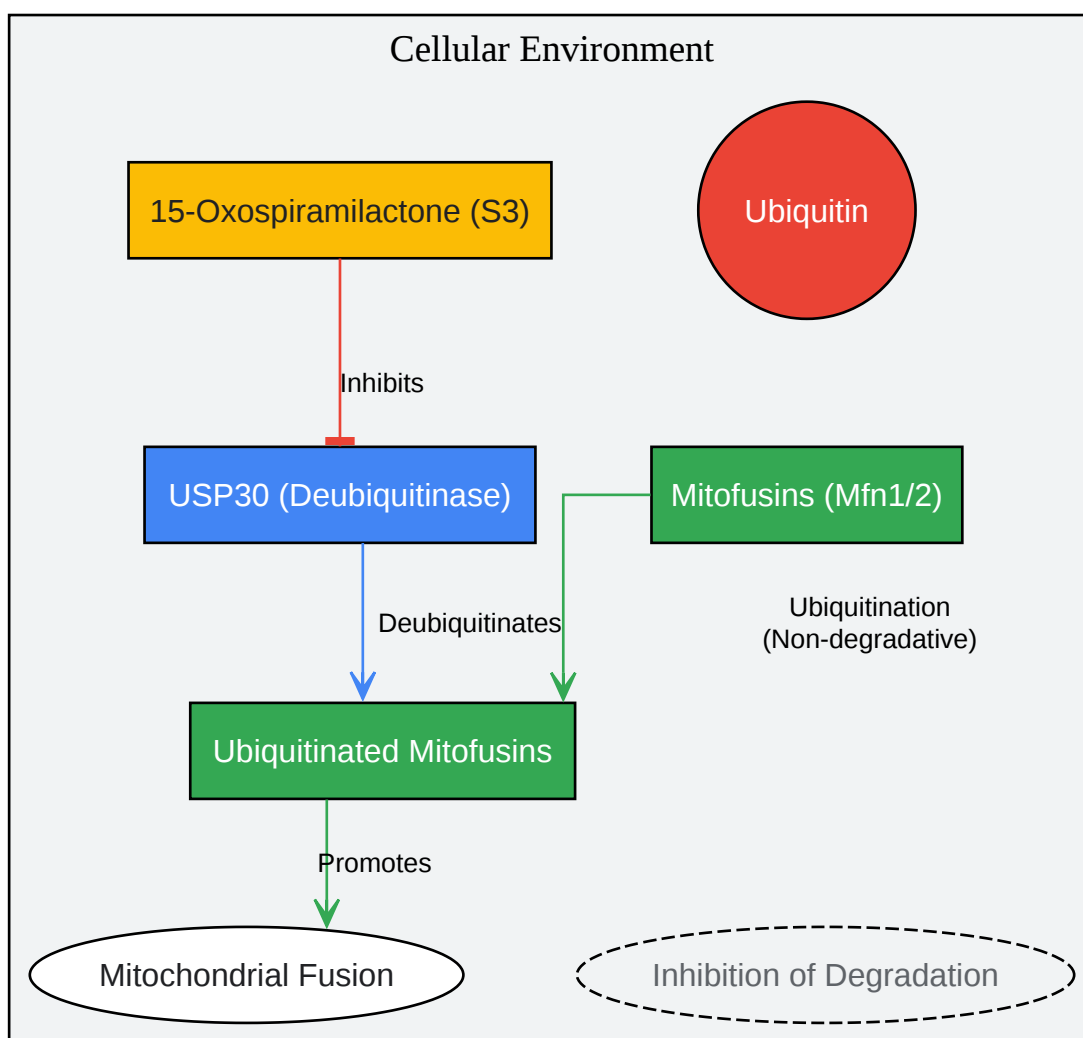 Cellular Environment
15-Oxospiramilactone (S3)
Ubiquitin
Inhibits
USP30 (Deubiquitinase)
Mitofusins (Mfn1/2)
Deubiquitinates
Ubiquitination
(Non-degradative)
Ubiquitinated Mitofusins
Promotes
Mitochondrial Fusion
Inhibition of Degradation